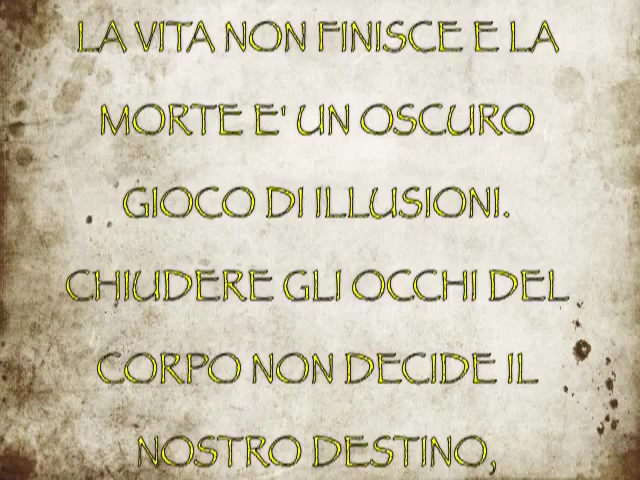 LA VITA NON FINISCE E LA
MORTE E' UN OSCURO
GIOCO DI ILLUSIONI.
CHIUDERE GLI OCCHI DEL
CORPO NON DECIDE IL
NOSTRO DESTINO,